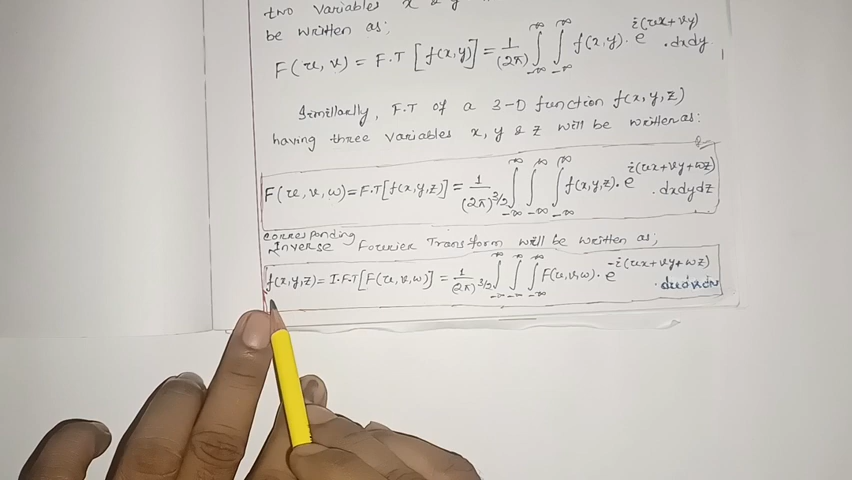 two variables x & y
be written as;
F(u, v) = F.T [f(x,y)] = 1/(2π) ∫_{-∞}^{∞} ∫_{-∞}^{∞} f(x,y). e^{i(ux+vy)} .dxdy
Similarly, F.T of a 3-D function f(x,y,z)
having three variables x, y & z will be written as:
F(u, v, w) = F.T[f(x,y,z)] = 1/(2π)^{3/2} ∫_{-∞}^{∞} ∫_{-∞}^{∞} ∫_{-∞}^{∞} f(x,y,z). e^{i(ux+vy+wz)} .dxdydz
corresponding
Inverse Fourier Transform will be written as;
f(x,y,z) = I.F.T[F(u,v,w)] = 1/(2π)^{3/2} ∫_{-∞}^{∞} ∫_{-∞}^{∞} ∫_{-∞}^{∞} F(u,v,w). e^{-i(ux+vy+wz)} .dudvdw